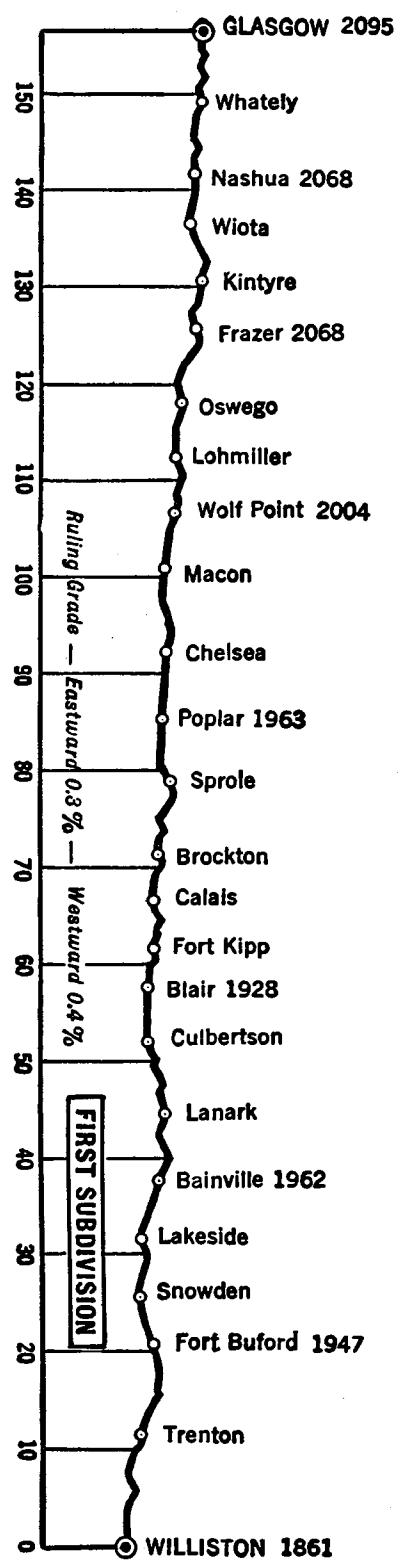 GLASGOW 2095
150
Whately
Nashua 2068
140
Wiota
130
Kintyre
Frazer 2068
120
Oswego
Lohmiller
110
Wolf Point 2004
Macon
100
Chelsea
90
Poplar 1963
80
Sprole
Ruling Grade — Eastward 0.3% — Westward 0.4%
Brockton
70
Calais
Fort Kipp
60
Blair 1928
Culbertson
50
Lanark
40
Bainville 1962
FIRST SUBDIVISION
Lakeside
30
Snowden
Fort Buford 1947
20
Trenton
10
0
WILLISTON 1861